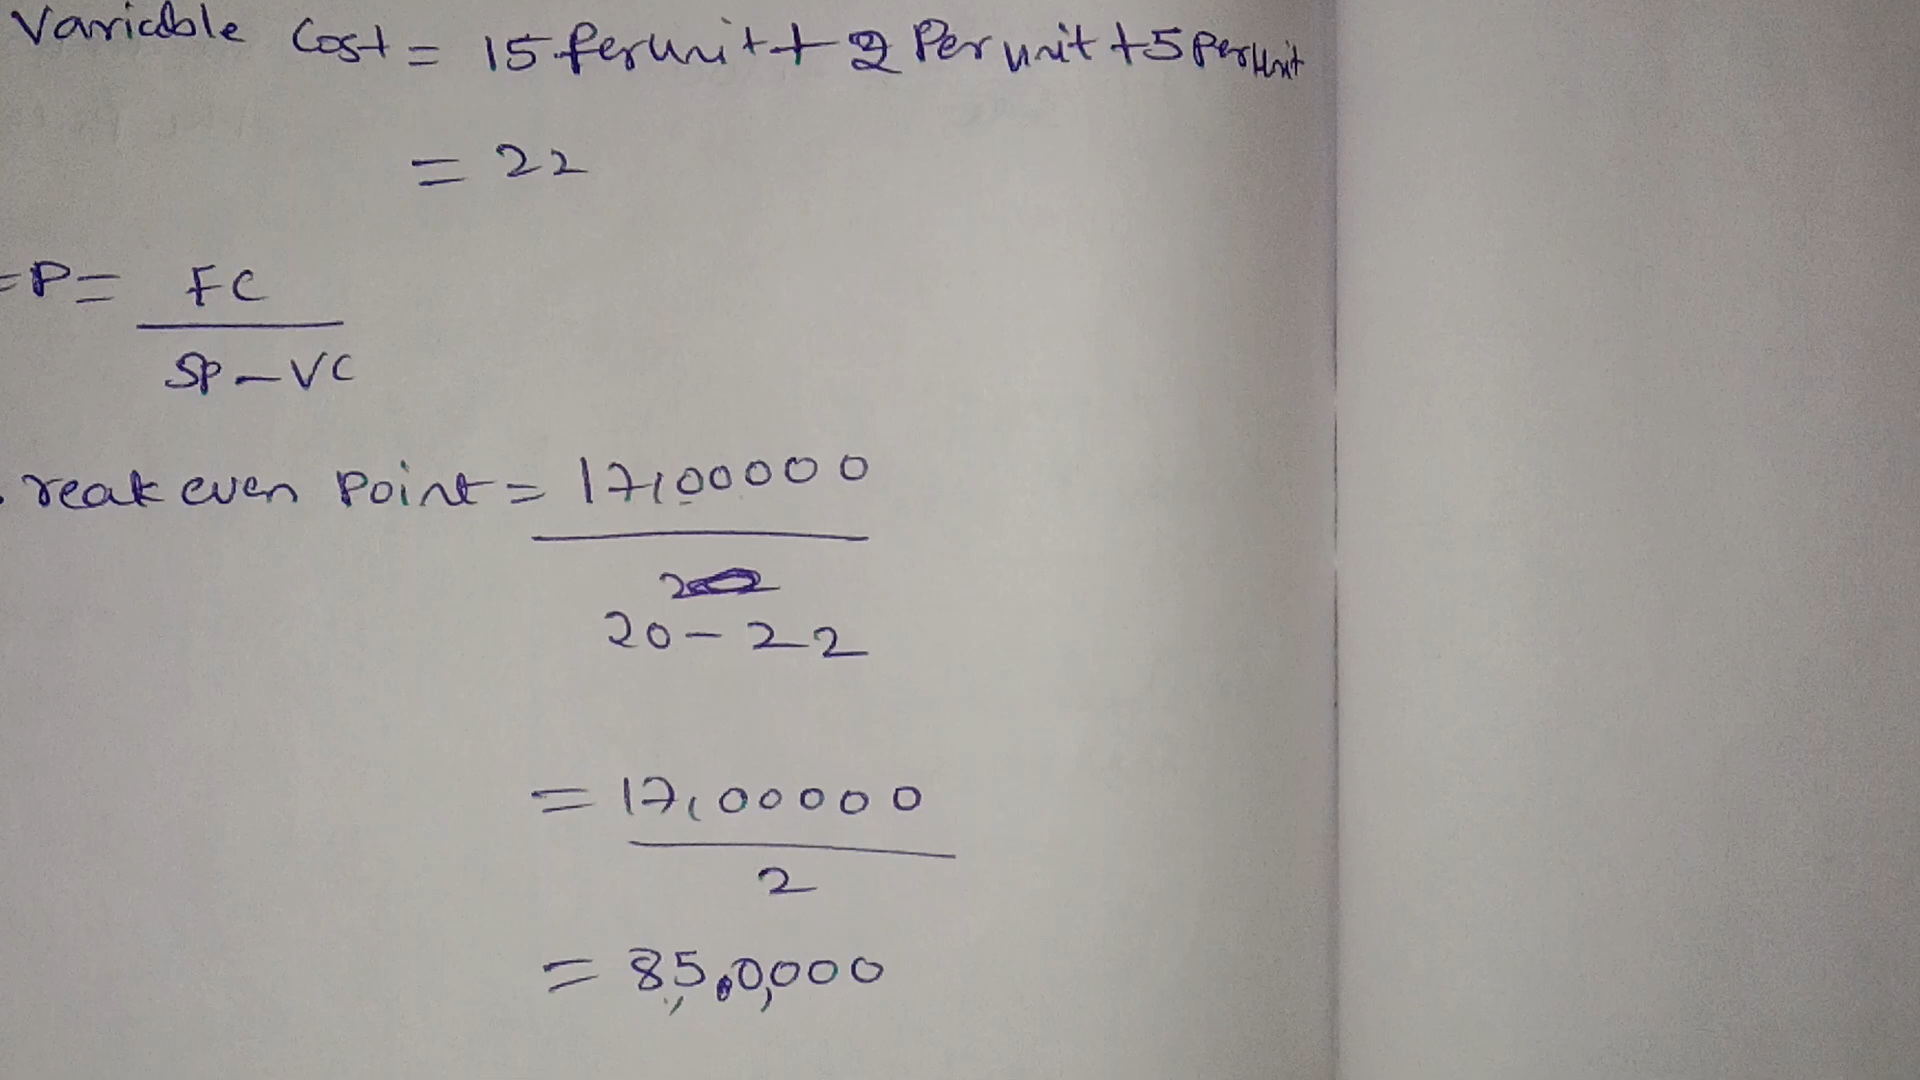 Variable Cost = 15 Per unit + 2 Per unit + 5 Per unit
= 22
P = FC
SP - VC
reak even Point = 17,00000
20 - 22
= 17,00000
2
= 85,0,000